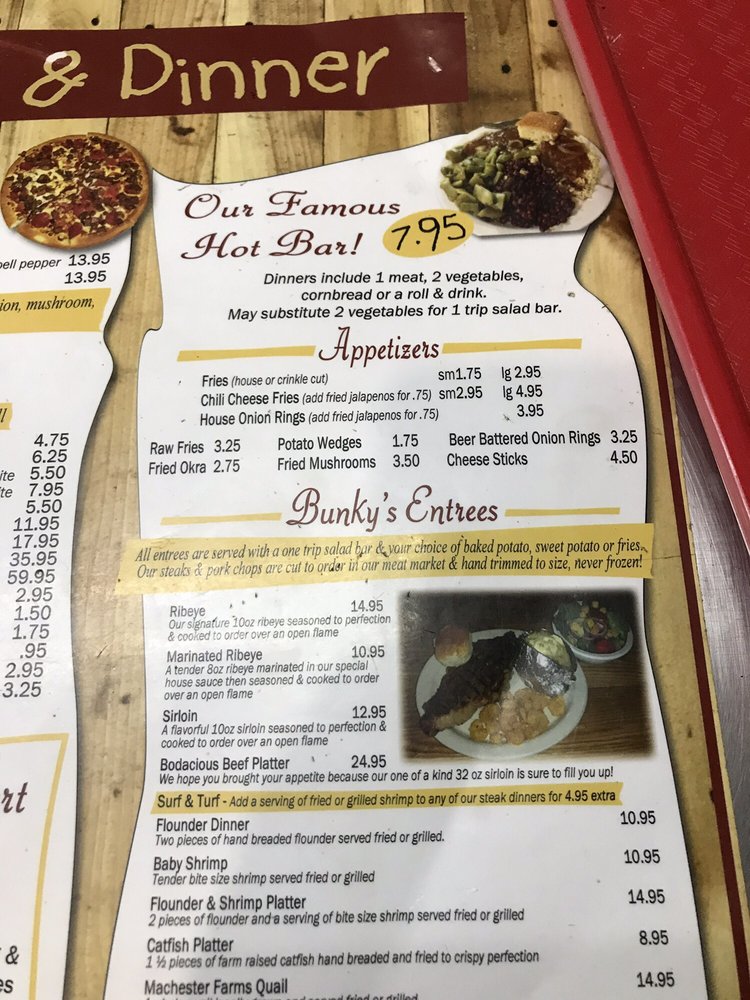 & Dinner
bell pepper 13.95
13.95
ion, mushroom,
4.75
6.25
ite 5.50
ite 7.95
5.50
11.95
17.95
35.95
59.95
2.95
1.50
1.75
.95
2.95
3.25
rt
&
es
Our Famous
Hot Bar! 7.95
Dinners include 1 meat, 2 vegetables,
cornbread or a roll & drink.
May substitute 2 vegetables for 1 trip salad bar.
Appetizers
Fries (house or crinkle cut) sm1.75 lg 2.95
Chili Cheese Fries (add fried jalapenos for .75) sm2.95 lg 4.95
House Onion Rings (add fried jalapenos for .75) 3.95
Raw Fries 3.25 Potato Wedges 1.75 Beer Battered Onion Rings 3.25
Fried Okra 2.75 Fried Mushrooms 3.50 Cheese Sticks 4.50
Bunky's Entrees
All entrees are served with a one trip salad bar & your choice of baked potato, sweet potato or fries.
Our steaks & pork chops are cut to order in our meat market & hand trimmed to size, never frozen!
Ribeye 14.95
Our signature 10oz ribeye seasoned to perfection
& cooked to order over an open flame
Marinated Ribeye 10.95
A tender 8oz ribeye marinated in our special
house sauce then seasoned & cooked to order
over an open flame
Sirloin 12.95
A flavorful 10oz sirloin seasoned to perfection &
cooked to order over an open flame
Bodacious Beef Platter 24.95
We hope you brought your appetite because our one of a kind 32 oz sirloin is sure to fill you up!
Surf & Turf - Add a serving of fried or grilled shrimp to any of our steak dinners for 4.95 extra
Flounder Dinner 10.95
Two pieces of hand breaded flounder served fried or grilled.
Baby Shrimp 10.95
Tender bite size shrimp served fried or grilled
Flounder & Shrimp Platter 14.95
2 pieces of flounder and a serving of bite size shrimp served fried or grilled
Catfish Platter 8.95
1 ½ pieces of farm raised catfish hand breaded and fried to crispy perfection
Machester Farms Quail 14.95